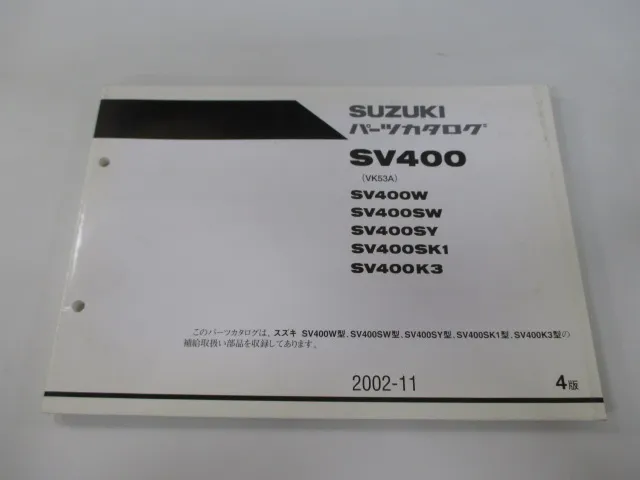 SUZUKI
パーツカタログ
SV400
(VK53A)
SV400W
SV400SW
SV400SY
SV400SK1
SV400K3
このパーツカタログは、スズキ SV400W型、SV400SW型、SV400SY型、SV400SK1型、SV400K3型の
補給取扱い部品を収録してあります。
2002-11
4版